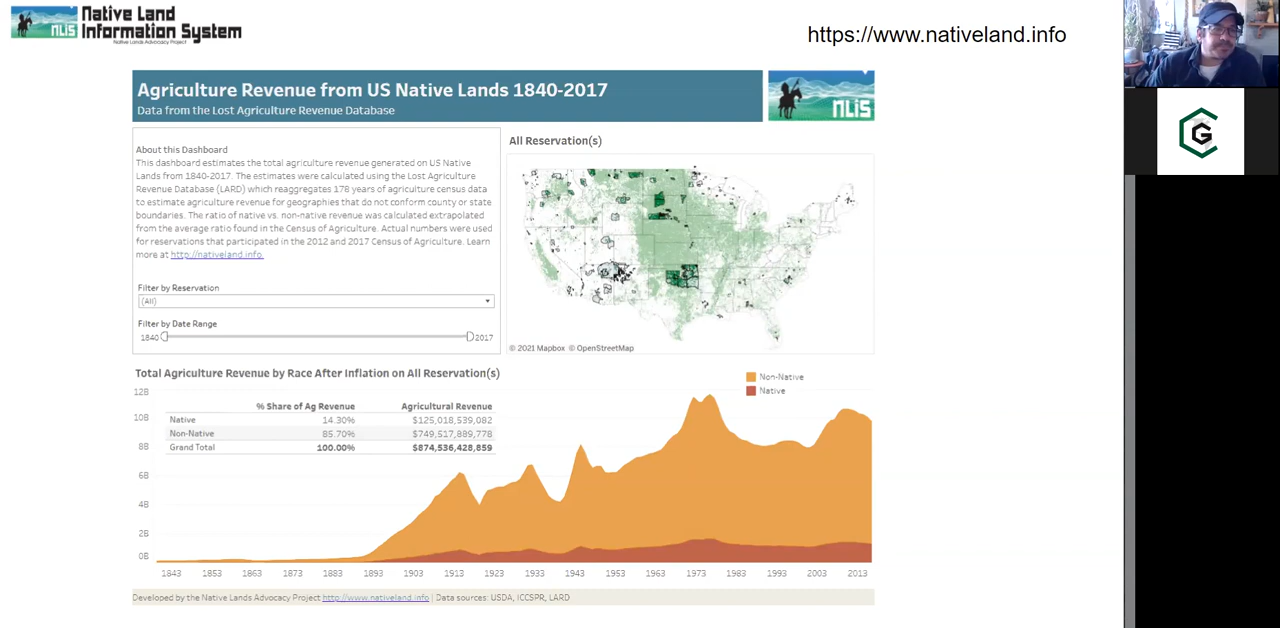 NLIS
Native Land
Information System
Native Lands Advocacy Project
https://www.nativeland.info
Agriculture Revenue from US Native Lands 1840-2017
Data from the Lost Agriculture Revenue Database
NLIS
About this Dashboard
This dashboard estimates the total agriculture revenue generated on US Native
Lands from 1840-2017. The estimates were calculated using the Lost Agriculture
Revenue Database (LARD) which reaggregates 178 years of agriculture census data
to estimate agriculture revenue for geographies that do not conform county or state
boundaries. The ratio of native vs. non-native revenue was calculated extrapolated
from the average ratio found in the Census of Agriculture. Actual numbers were used
for reservations that participated in the 2012 and 2017 Census of Agriculture. Learn
more at http://nativeland.info.
Filter by Reservation
(All)
Filter by Date Range
1840 2017
All Reservation(s)
© 2021 Mapbox © OpenStreetMap
Total Agriculture Revenue by Race After Inflation on All Reservation(s)
Non-Native
Native
% Share of Ag Revenue Agricultural Revenue
Native 14.30% $125,018,539,082
Non-Native 85.70% $749,517,889,778
Grand Total 100.00% $874,536,428,859
12B
10B
8B
6B
4B
2B
0B
1843 1853 1863 1873 1883 1893 1903 1913 1923 1933 1943 1953 1963 1973 1983 1993 2003 2013
Developed by the Native Lands Advocacy Project http://www.nativeland.info | Data sources: USDA, ICCSPR, LARD
G